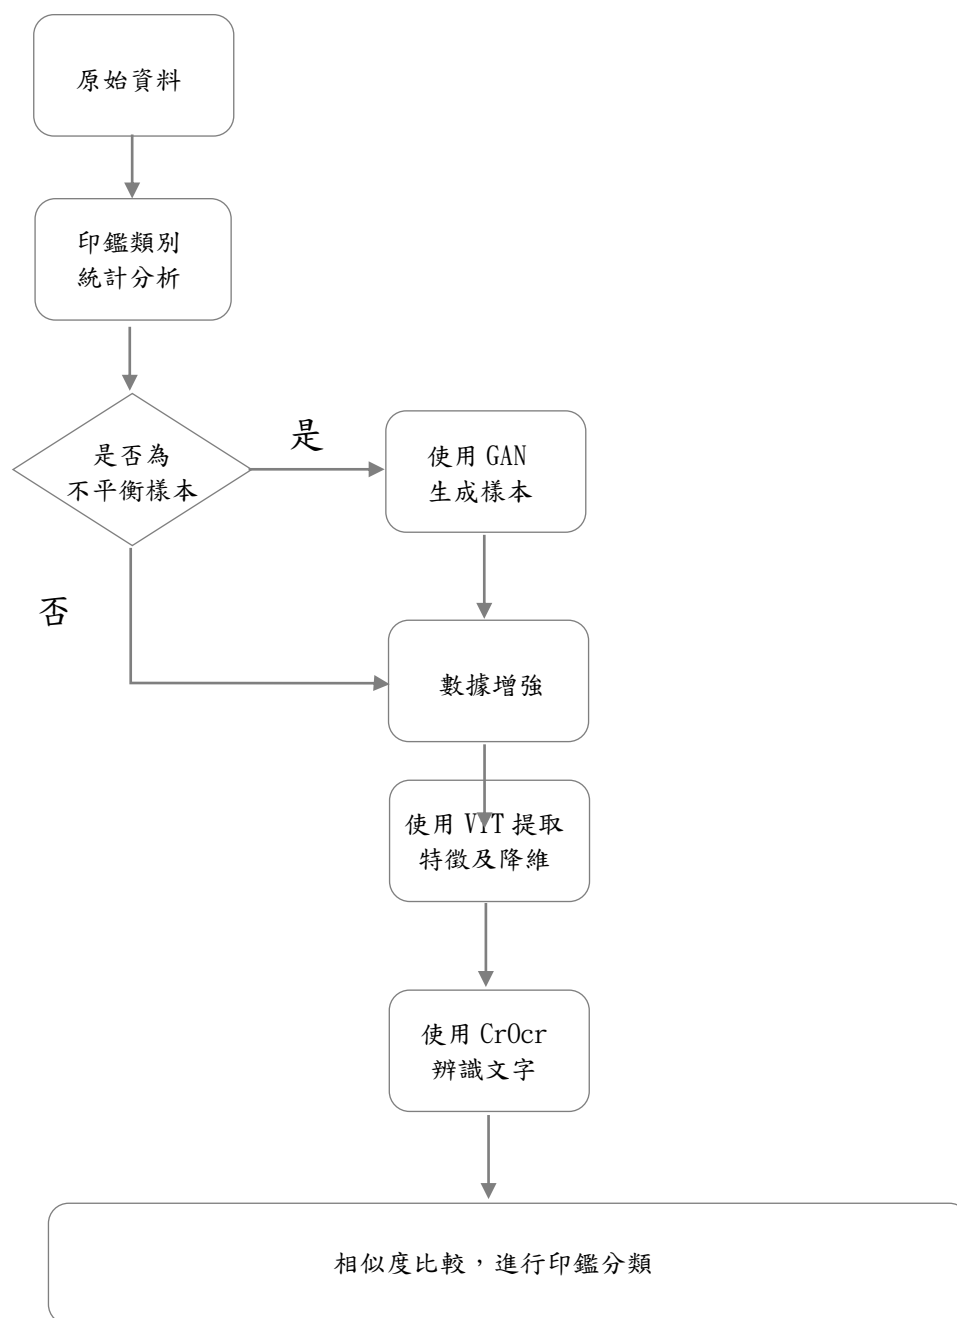 原始資料
印鑑類別
統計分析
是否為
不平衡樣本
是
使用 GAN
生成樣本
否
數據增強
使用 VIT 提取
特徵及降維
使用 CrOcr
辨識文字
相似度比較，進行印鑑分類